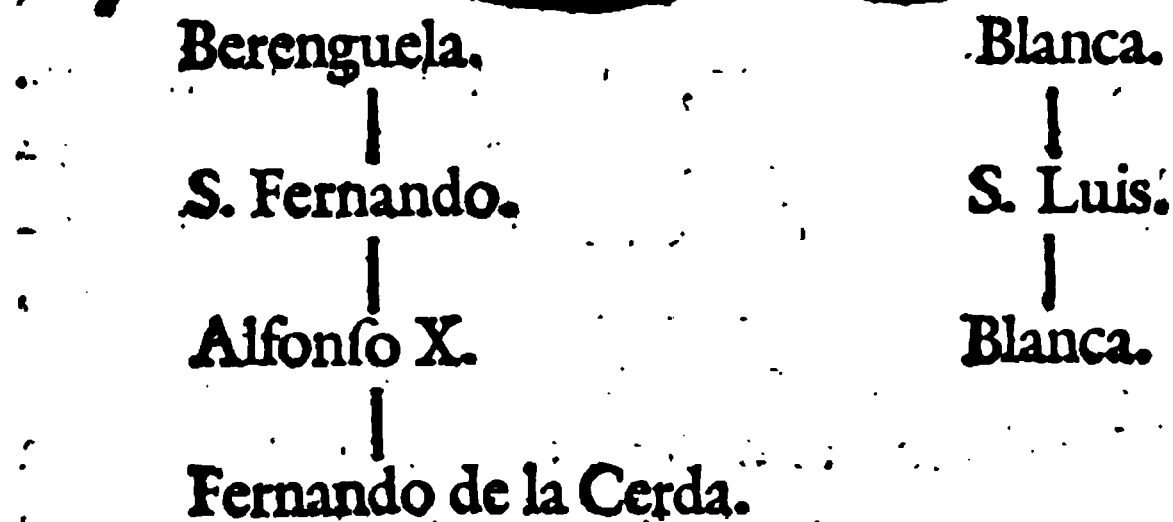 Berenguela. Blanca.
S. Fernando. S. Luis.
Alfonſo X. Blanca.
Fernando de la Cerda.